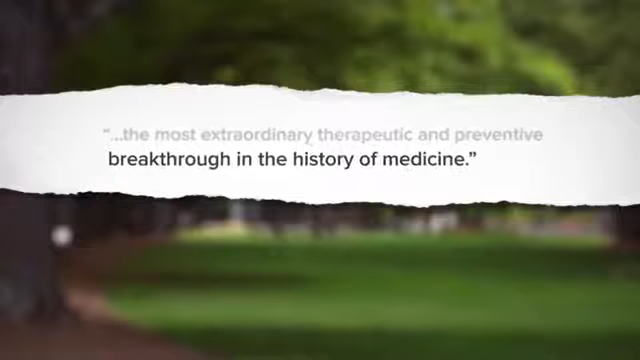 "...the most extraordinary therapeutic and preventive
breakthrough in the history of medicine."